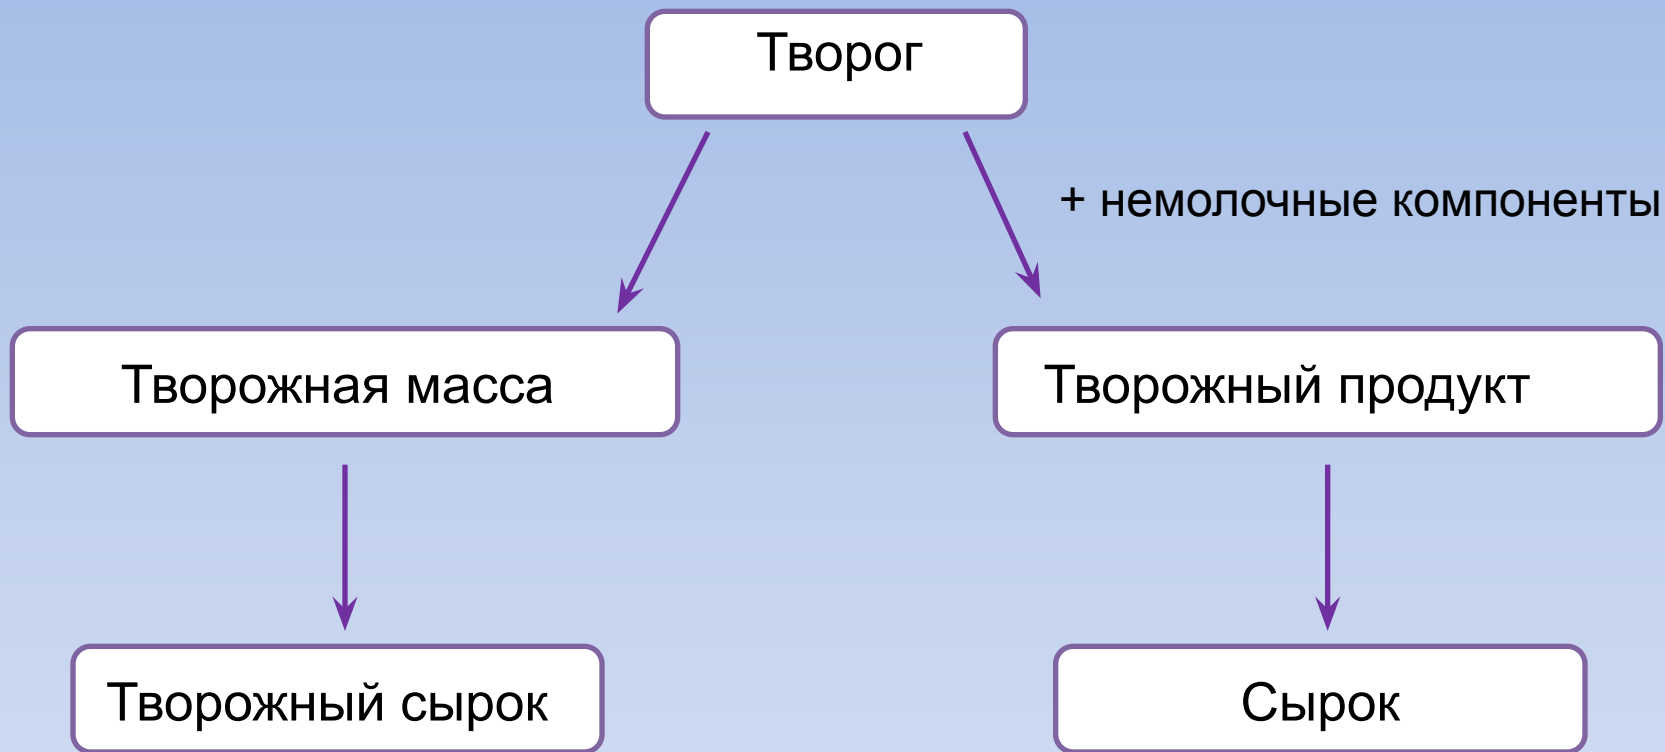 Творог
+ немолочные компоненты
Творожная масса
Творожный продукт
Творожный сырок
Сырок